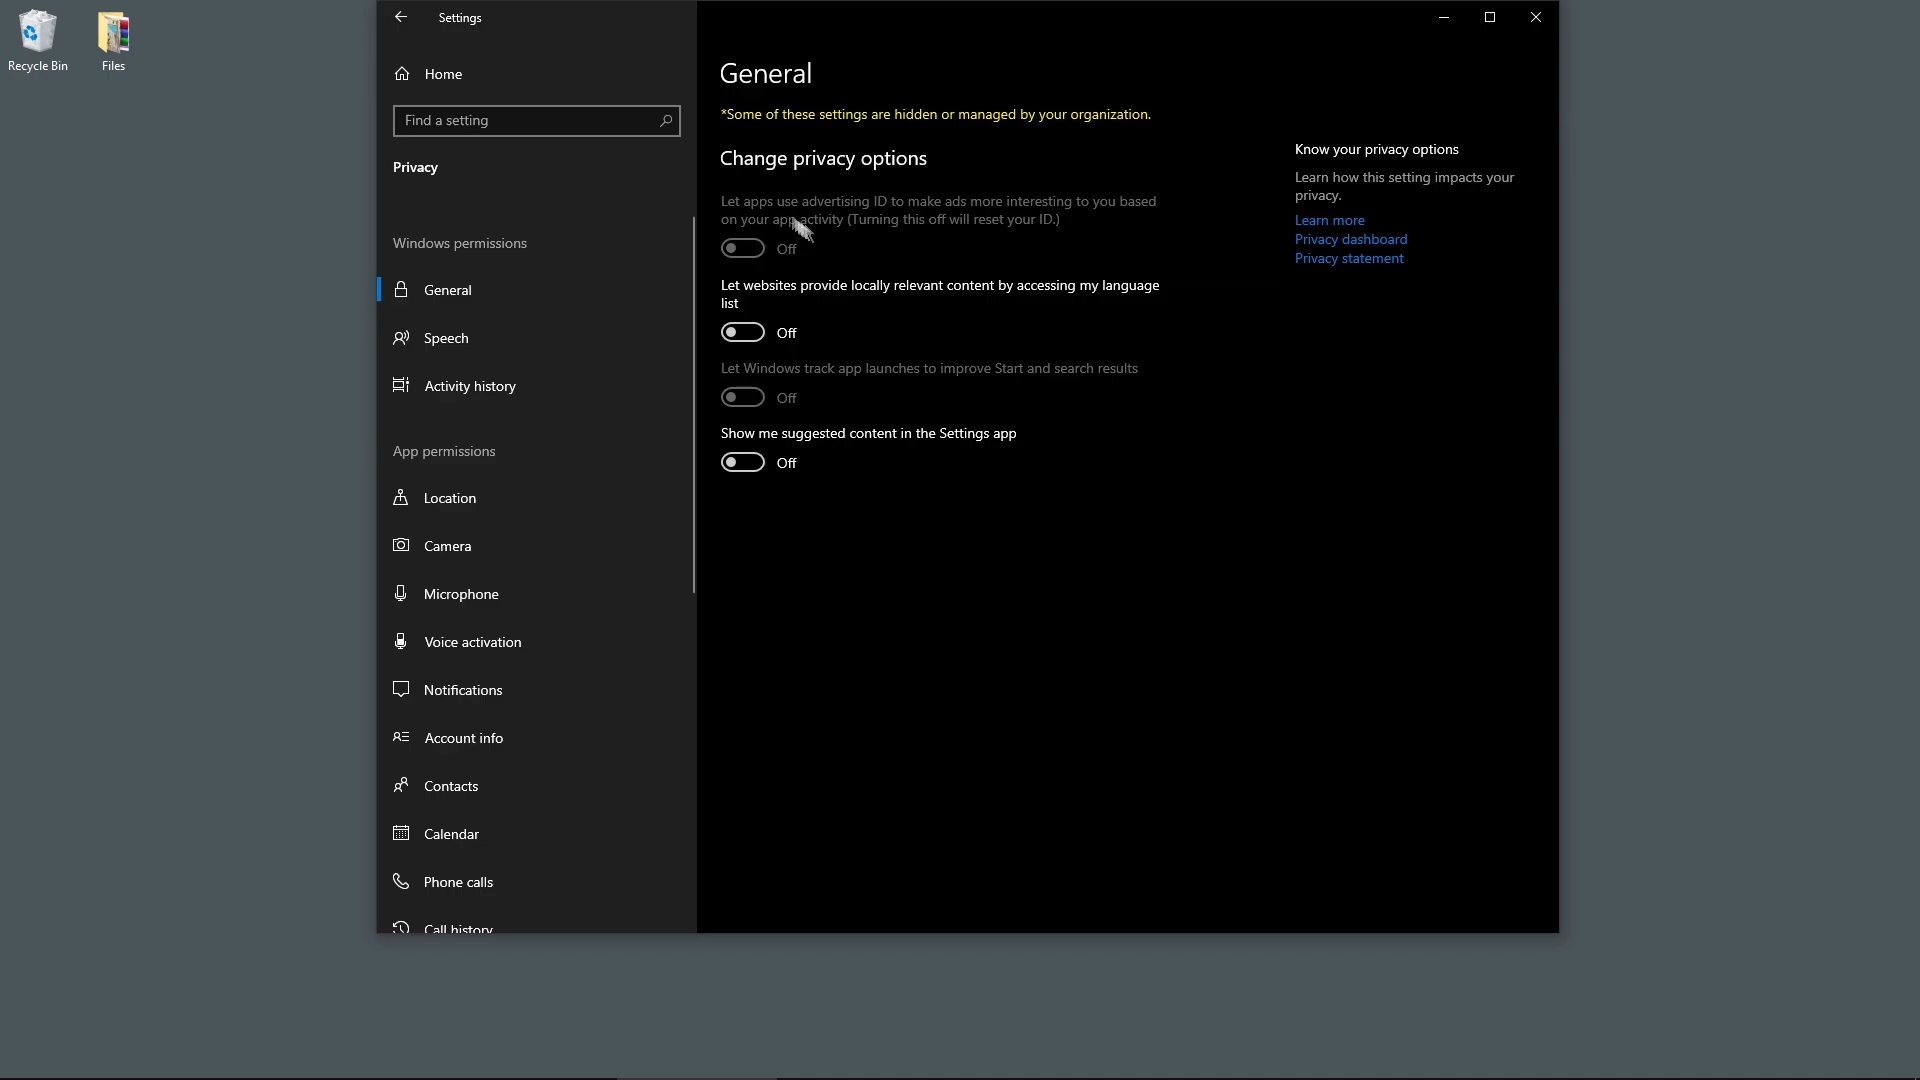 Recycle Bin
Files
Settings
Home
Find a setting
Privacy
Windows permissions
General
Speech
Activity history
App permissions
Location
Camera
Microphone
Voice activation
Notifications
Account info
Contacts
Calendar
Phone calls
Call history
General
*Some of these settings are hidden or managed by your organization.
Change privacy options
Let apps use advertising ID to make ads more interesting to you based
on your app activity (Turning this off will reset your ID.)
Off
Let websites provide locally relevant content by accessing my language
list
Off
Let Windows track app launches to improve Start and search results
Off
Show me suggested content in the Settings app
Off
Know your privacy options
Learn how this setting impacts your
privacy.
Learn more
Privacy dashboard
Privacy statement